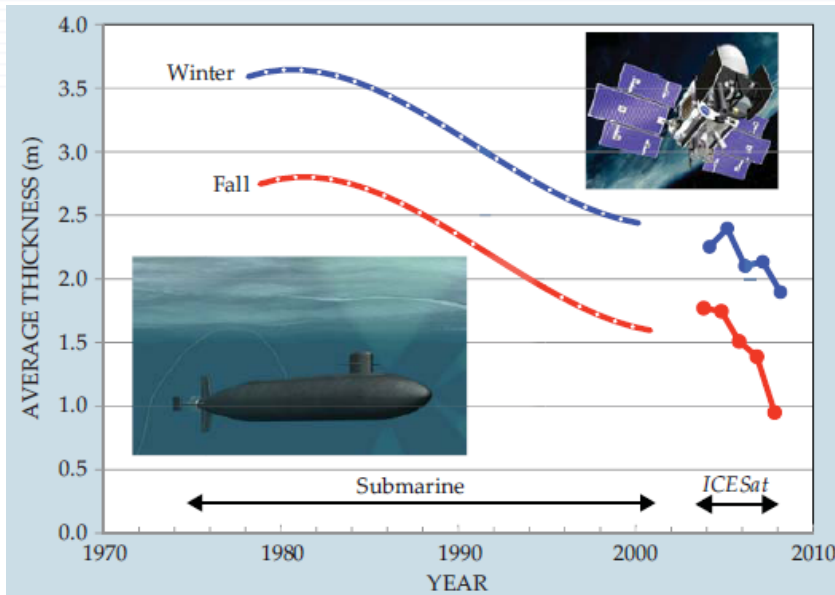 4.0
Winter
3.5
3.0
Fall
2.5
2.0
1.5
1.0
0.5
0.0
AVERAGE THICKNESS (m)
Submarine
ICESat
1970
1980
1990
2000
2010
YEAR